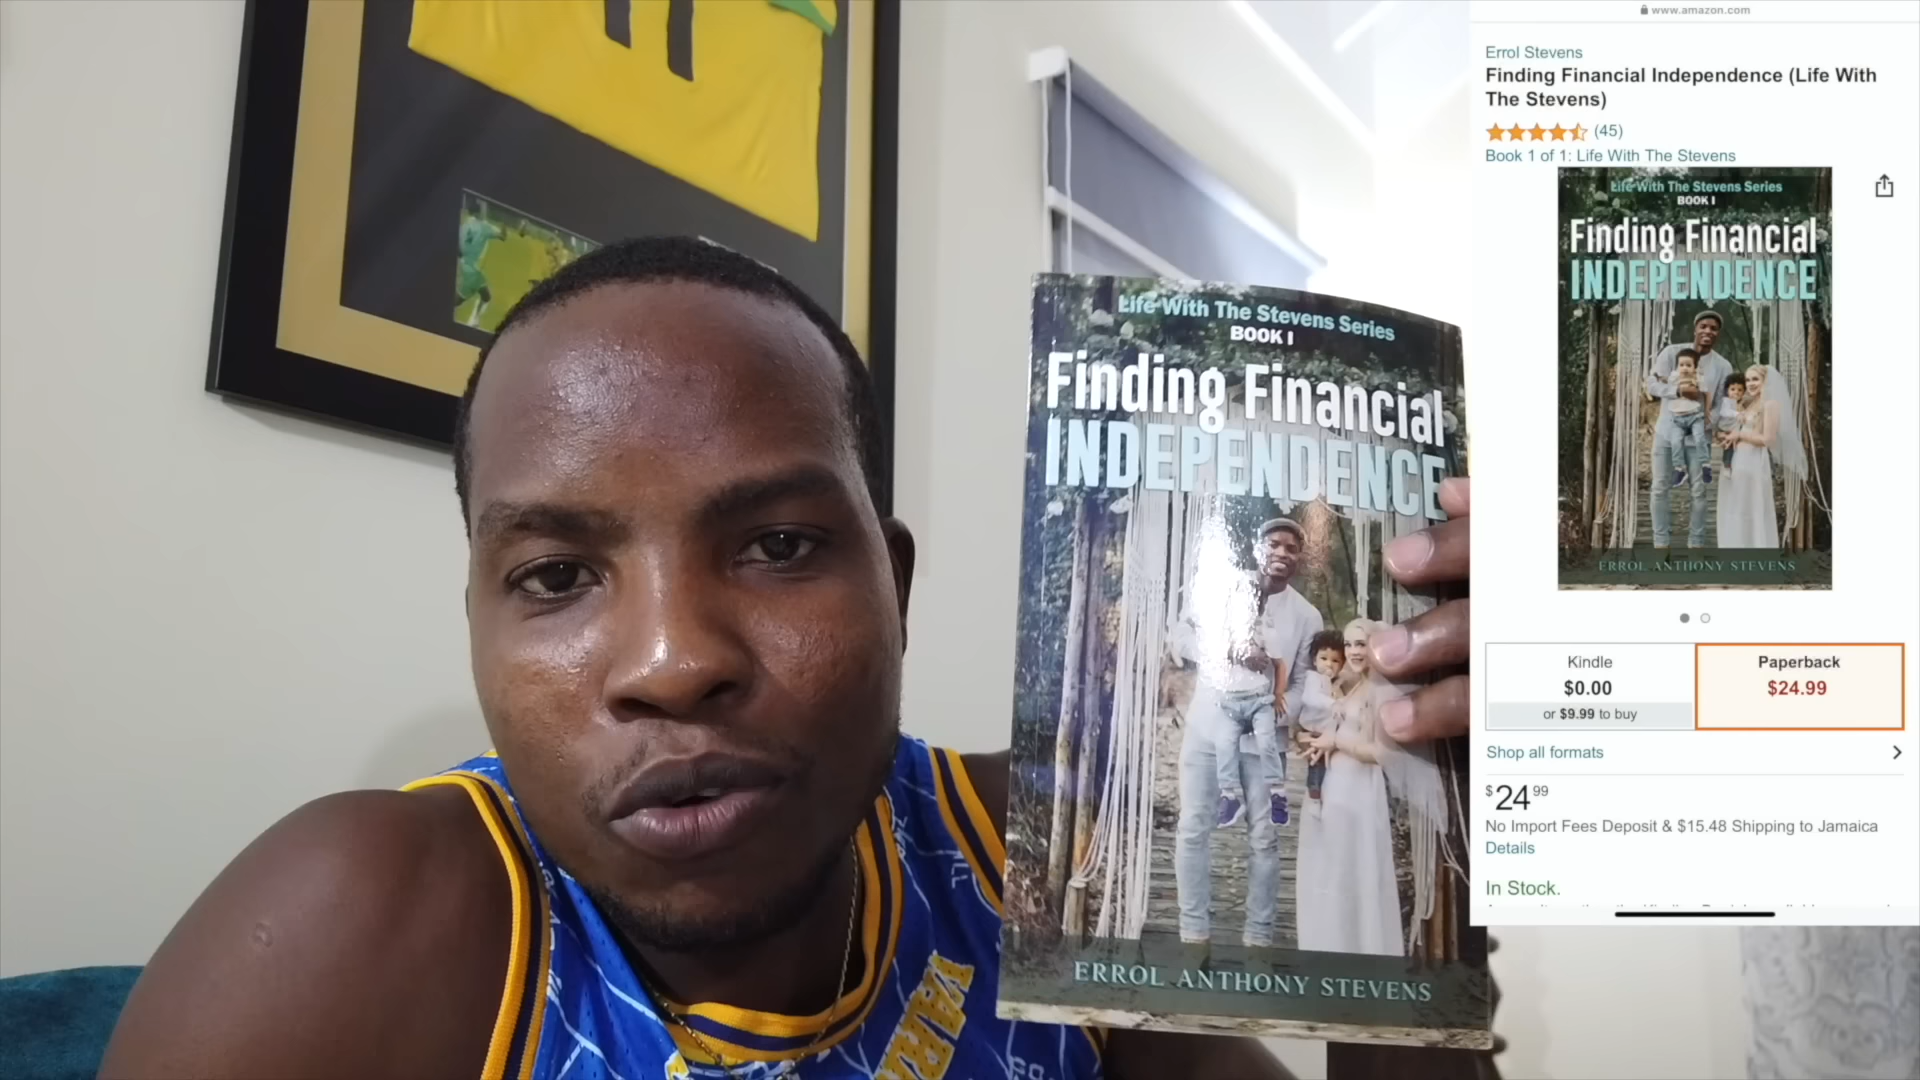 Life With The Stevens Series
BOOK I
Finding Financial
INDEPENDENCE
ERROL ANTHONY STEVENS
www.amazon.com
Errol Stevens
Finding Financial Independence (Life With
The Stevens)
(45)
Book 1 of 1: Life With The Stevens
Life With The Stevens Series
BOOK I
Finding Financial
INDEPENDENCE
ERROL ANTHONY STEVENS
Kindle
$0.00
or $9.99 to buy
Paperback
$24.99
Shop all formats
$24 99
No Import Fees Deposit & $15.48 Shipping to Jamaica
Details
In Stock.